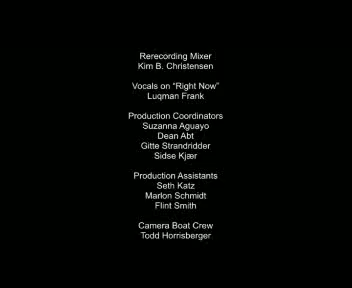 Rerecording Mixer
Kim B. Christensen
Vocals on “Right Now”
Luqman Frank
Production Coordinators
Suzanna Aguayo
Dean Abt
Gitte Strandridder
Sidse Kjær
Production Assistants
Seth Katz
Marlon Schmidt
Flint Smith
Camera Boat Crew
Todd Horrisberger